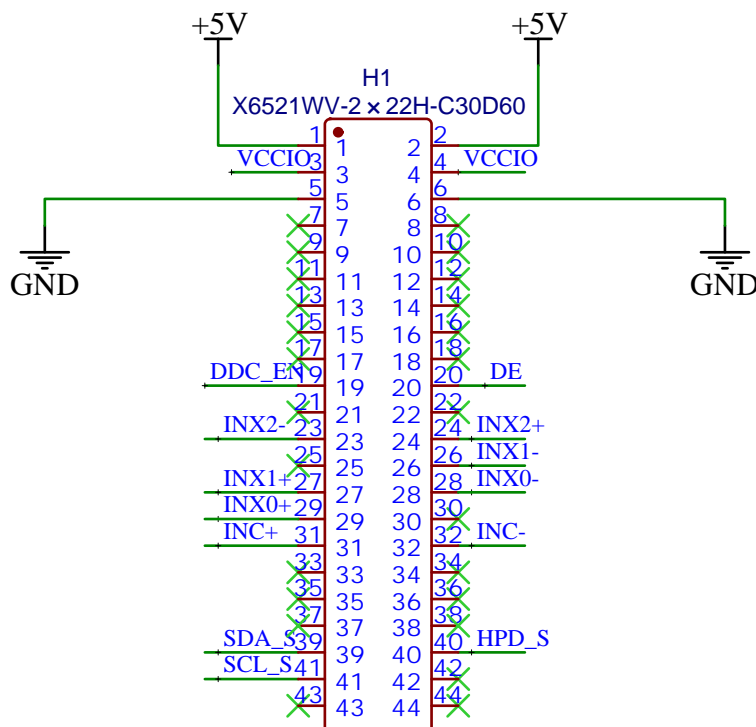 +5V +5V
H1
X6521WV-2×22H-C30D60
1 1 2 2
VCCIO 3 3 4 4 VCCIO
5 5 6 6
7 7 8 8
9 9 10 10
GND 11 11 12 12 GND
13 13 14 14
15 15 16 16
17 17 18 18
DDC_EN 19 19 20 20 DE
21 21 22 22
INX2- 23 23 24 24 INX2+
25 25 26 26 INX1-
INX1+ 27 27 28 28 INX0-
INX0+ 29 29 30 30
INC+ 31 31 32 32 INC-
33 33 34 34
35 35 36 36
37 37 38 38
SDA_S 39 39 40 40 HPD_S
SCL_S 41 41 42 42
43 43 44 44